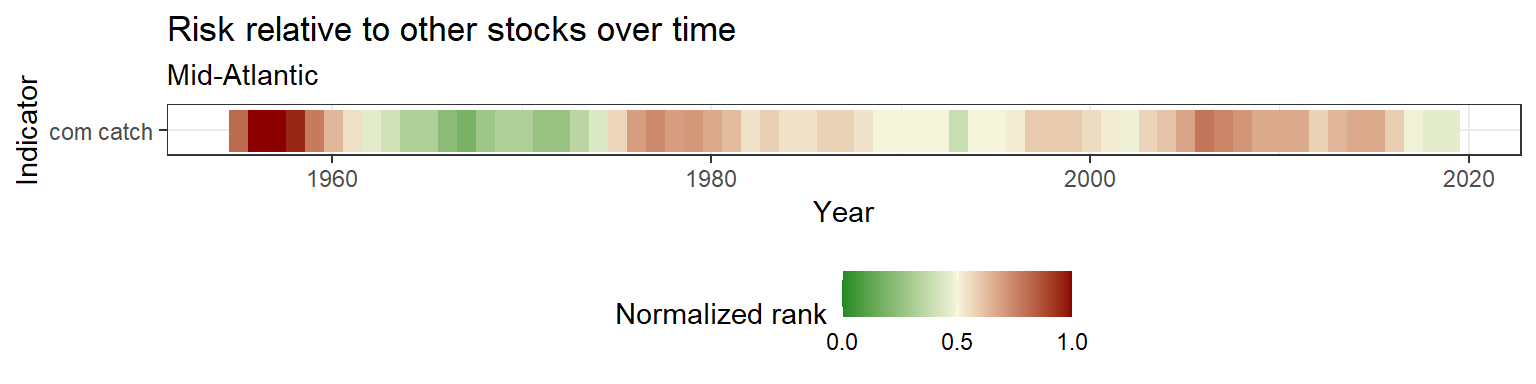 Risk relative to other stocks over time
Mid-Atlantic
Indicator
com catch
1960 1980 2000 2020
Year
Normalized rank
0.0 0.5 1.0